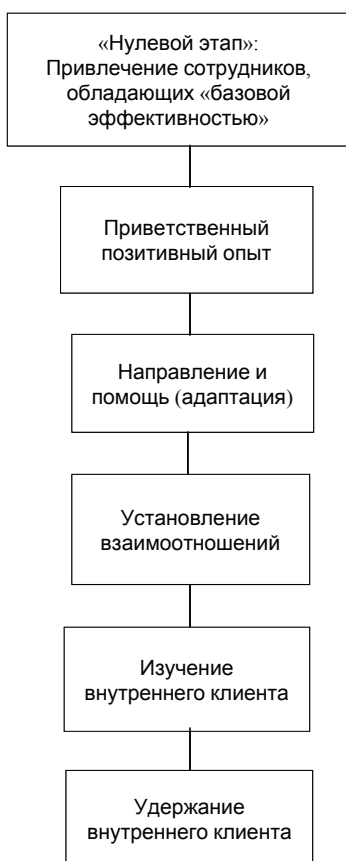 «Нулевой этап»:
Привлечение сотрудников,
обладающих «базовой
эффективностью»
Приветственный
позитивный опыт
Направление и
помощь (адаптация)
Установление
взаимоотношений
Изучение
внутреннего клиента
Удержание
внутреннего клиента